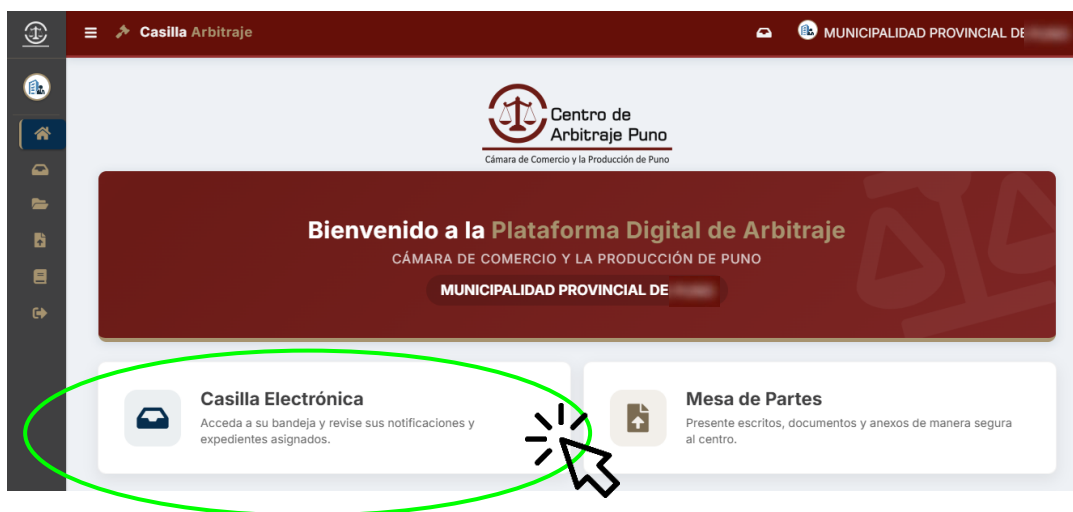 Casilla Arbitraje
MUNICIPALIDAD PROVINCIAL DE
Centro de
Arbitraje Puno
Cámara de Comercio y la Producción de Puno
Bienvenido a la Plataforma Digital de Arbitraje
CÁMARA DE COMERCIO Y LA PRODUCCIÓN DE PUNO
MUNICIPALIDAD PROVINCIAL DE
Casilla Electrónica
Acceda a su bandeja y revise sus notificaciones y
expedientes asignados.
Mesa de Partes
Presente escritos, documentos y anexos de manera segura
al centro.